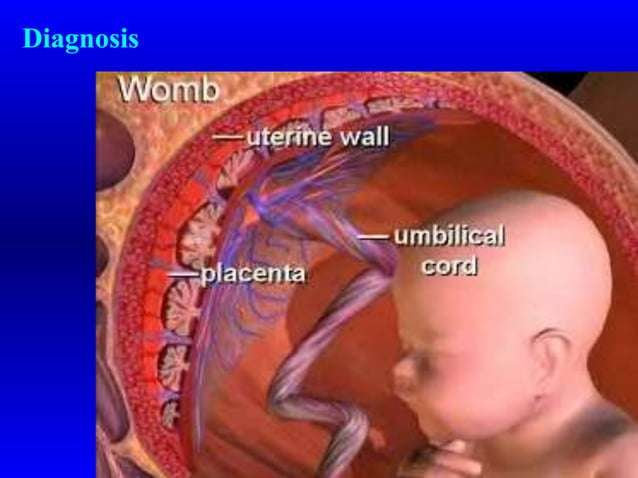 Diagnosis
Womb
uterine wall
umbilical
cord
placenta